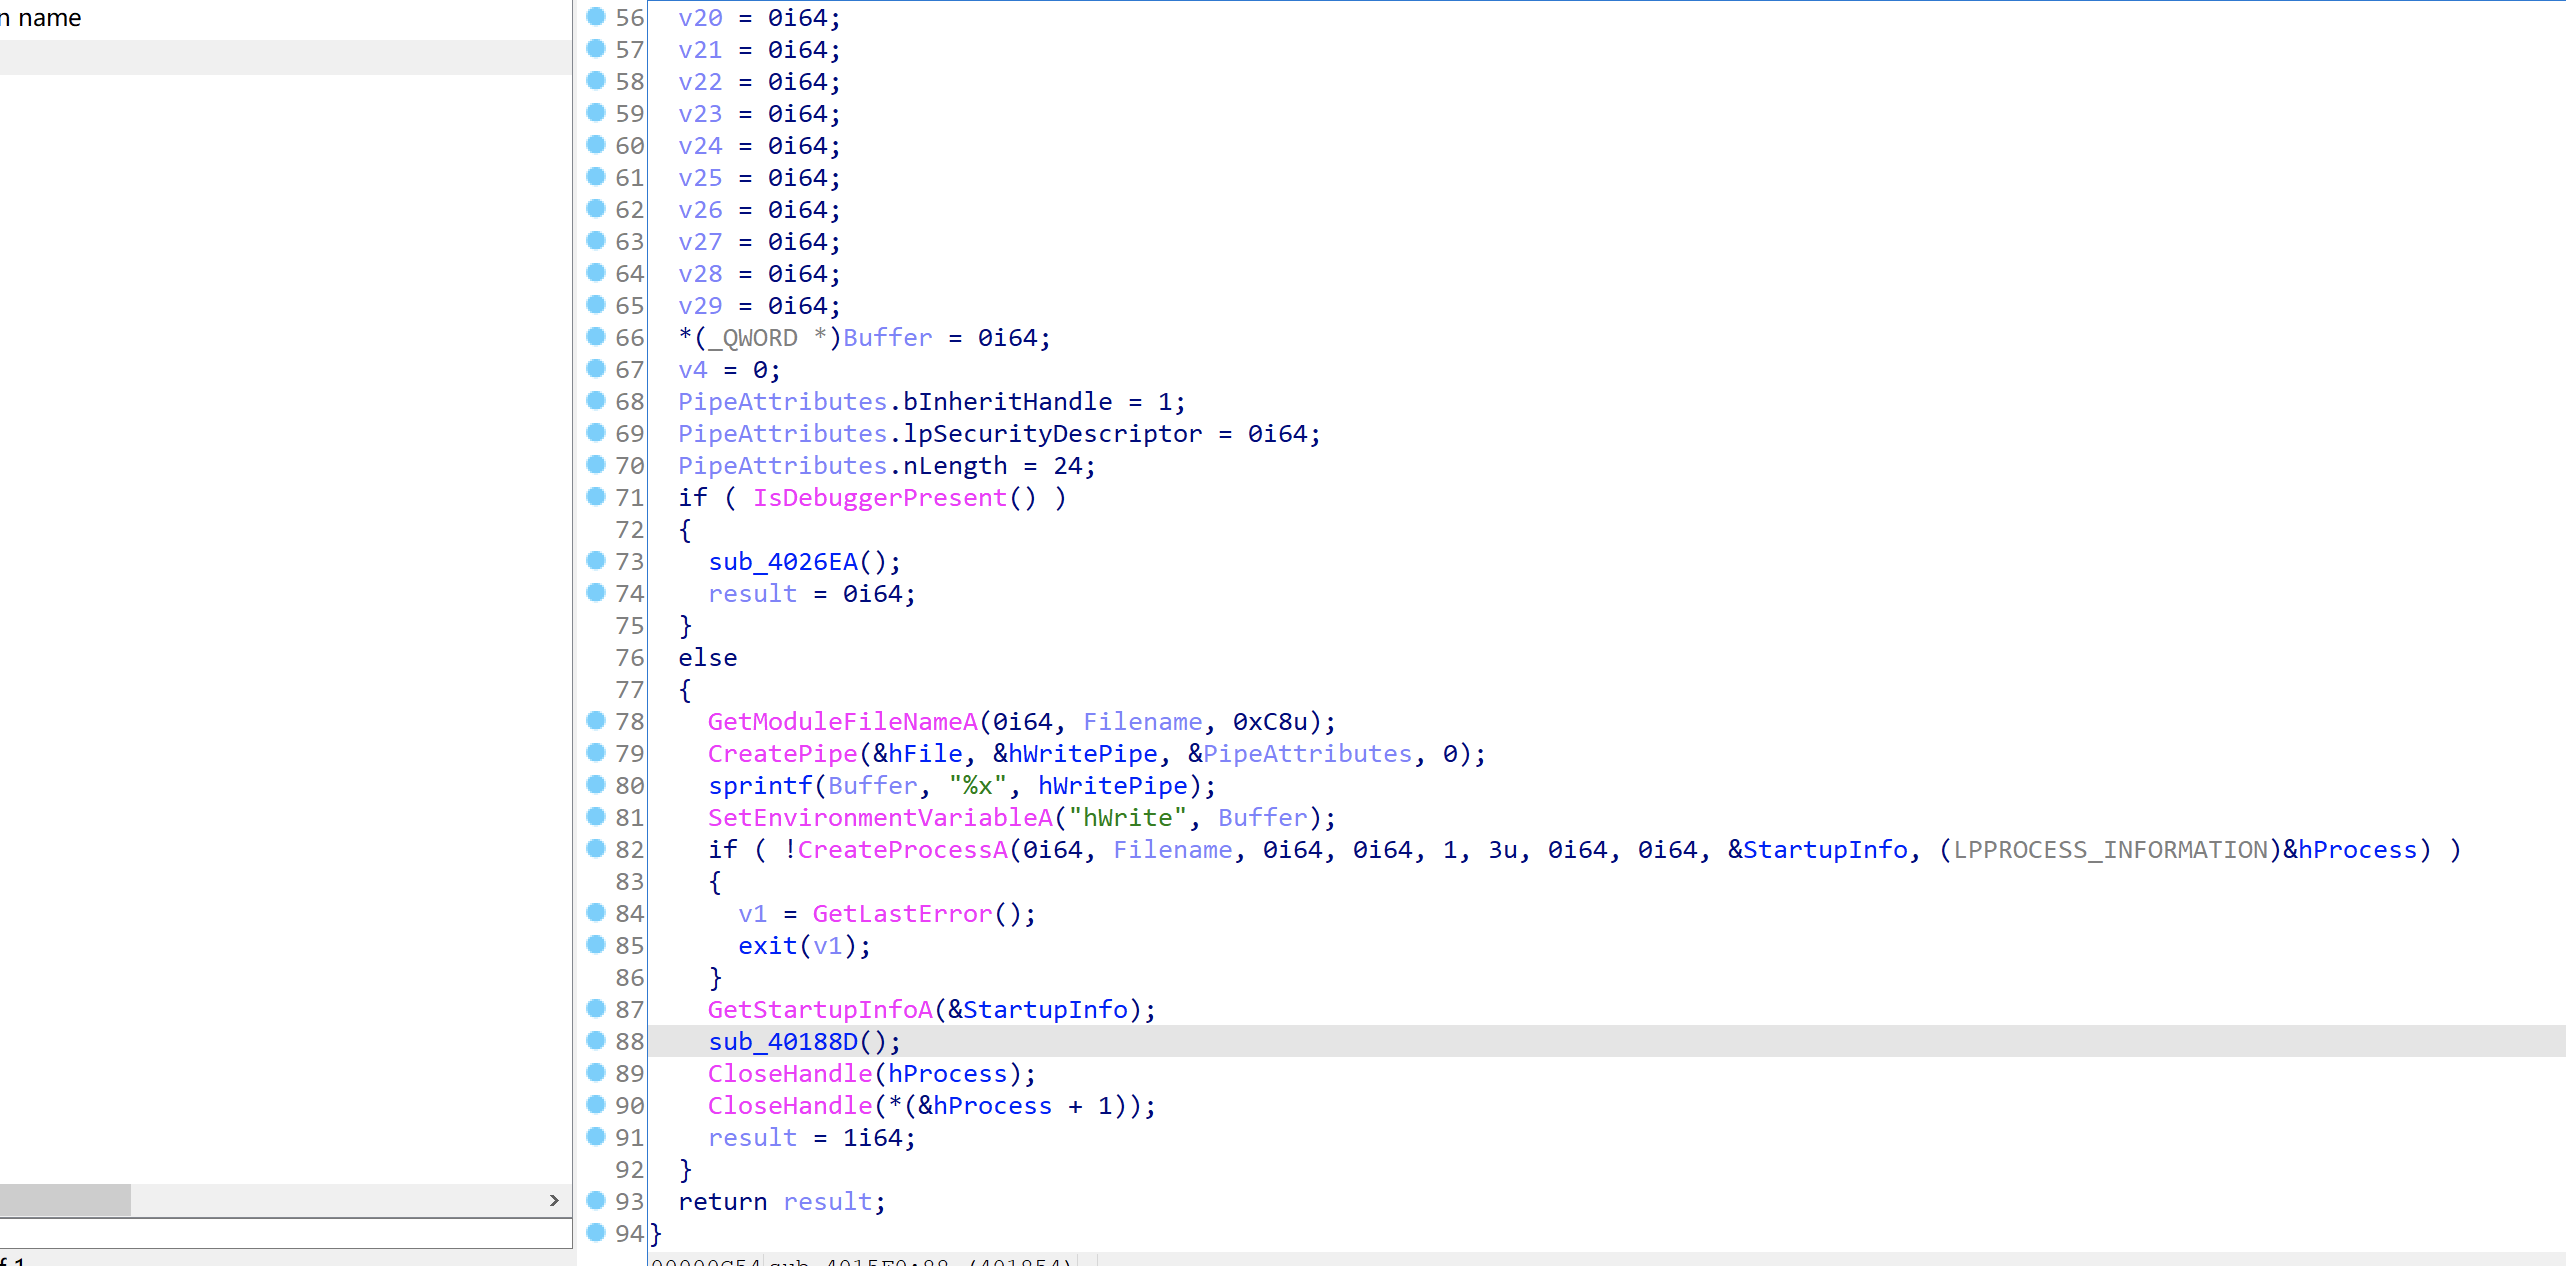 n name
56 v20 = 0i64;
57 v21 = 0i64;
58 v22 = 0i64;
59 v23 = 0i64;
60 v24 = 0i64;
61 v25 = 0i64;
62 v26 = 0i64;
63 v27 = 0i64;
64 v28 = 0i64;
65 v29 = 0i64;
66 *(_QWORD *)Buffer = 0i64;
67 v4 = 0;
68 PipeAttributes.bInheritHandle = 1;
69 PipeAttributes.lpSecurityDescriptor = 0i64;
70 PipeAttributes.nLength = 24;
71 if ( IsDebuggerPresent() )
72 {
73 sub_4026EA();
74 result = 0i64;
75 }
76 else
77 {
78 GetModuleFileNameA(0i64, Filename, 0xC8u);
79 CreatePipe(&hFile, &hWritePipe, &PipeAttributes, 0);
80 sprintf(Buffer, "%x", hWritePipe);
81 SetEnvironmentVariableA("hWrite", Buffer);
82 if ( !CreateProcessA(0i64, Filename, 0i64, 0i64, 1, 3u, 0i64, 0i64, &StartupInfo, (LPPROCESS_INFORMATION)&hProcess) )
83 {
84 v1 = GetLastError();
85 exit(v1);
86 }
87 GetStartupInfoA(&StartupInfo);
88 sub_40188D();
89 CloseHandle(hProcess);
90 CloseHandle(*(&hProcess + 1));
91 result = 1i64;
92 }
93 return result;
94 }